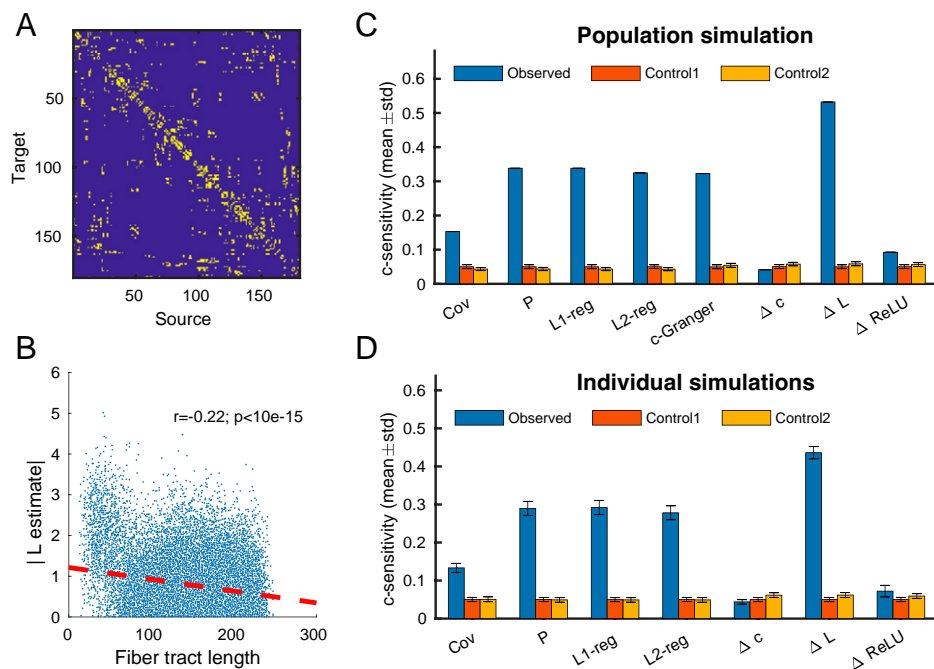 A
Target
50
100
150
50
100
150
Source
B
r=-0.22; p<10e-15
| L estimate|
6
5
4
3
2
1
0
0
100
200
300
Fiber tract length
C
Population simulation
Observed
Control1
Control2
c-sensitivity (mean ±std)
0.6
0.5
0.4
0.3
0.2
0.1
0
Cov
P
L1-reg
L2-reg
c-Granger
Δ c
Δ L
Δ ReLU
D
Individual simulations
Observed
Control1
Control2
c-sensitivity (mean±std)
0.6
0.5
0.4
0.3
0.2
0.1
0
Cov
P
L1-reg
L2-reg
Δ c
Δ L
Δ ReLU